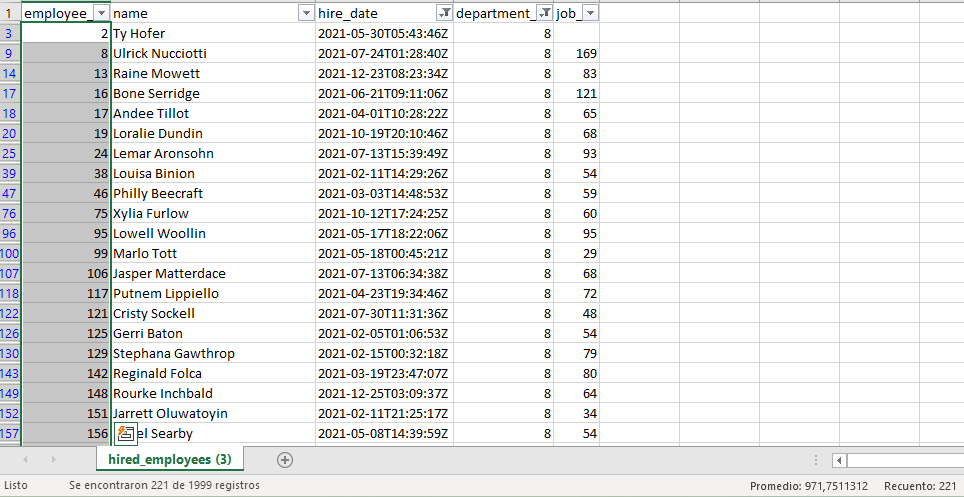 1 employee_ name hire_date department_ job_
3 2 Ty Hofer 2021-05-30T05:43:46Z 8
9 8 Ulrick Nucciotti 2021-07-24T01:28:40Z 8 169
14 13 Raine Mowett 2021-12-23T08:23:34Z 8 83
17 16 Bone Serridge 2021-06-21T09:11:06Z 8 121
18 17 Andee Tillot 2021-04-01T10:28:22Z 8 65
20 19 Loralie Dundin 2021-10-19T20:10:46Z 8 68
25 24 Lemar Aronsohn 2021-07-13T15:39:49Z 8 93
39 38 Louisa Binion 2021-02-11T14:29:26Z 8 54
47 46 Philly Beecraft 2021-03-03T14:48:53Z 8 59
76 75 Xylia Furlow 2021-10-12T17:24:25Z 8 60
96 95 Lowell Woollin 2021-05-17T18:22:06Z 8 95
100 99 Marlo Tott 2021-05-18T00:45:21Z 8 29
107 106 Jasper Matterdace 2021-07-13T06:34:38Z 8 68
118 117 Putnem Lippiello 2021-04-23T19:34:46Z 8 72
122 121 Cristy Sockell 2021-07-30T11:31:36Z 8 48
126 125 Gerri Baton 2021-02-05T01:06:53Z 8 54
130 129 Stephana Gawthrop 2021-02-15T00:32:18Z 8 79
143 142 Reginald Folca 2021-03-19T23:47:07Z 8 80
149 148 Rourke Inchbald 2021-12-25T03:09:37Z 8 64
152 151 Jarrett Oluwatoyin 2021-02-11T21:25:17Z 8 34
157 156 el Searby 2021-05-08T14:39:59Z 8 54
hired_employees (3)
Listo Se encontraron 221 de 1999 registros Promedio: 971,7511312 Recuento: 221